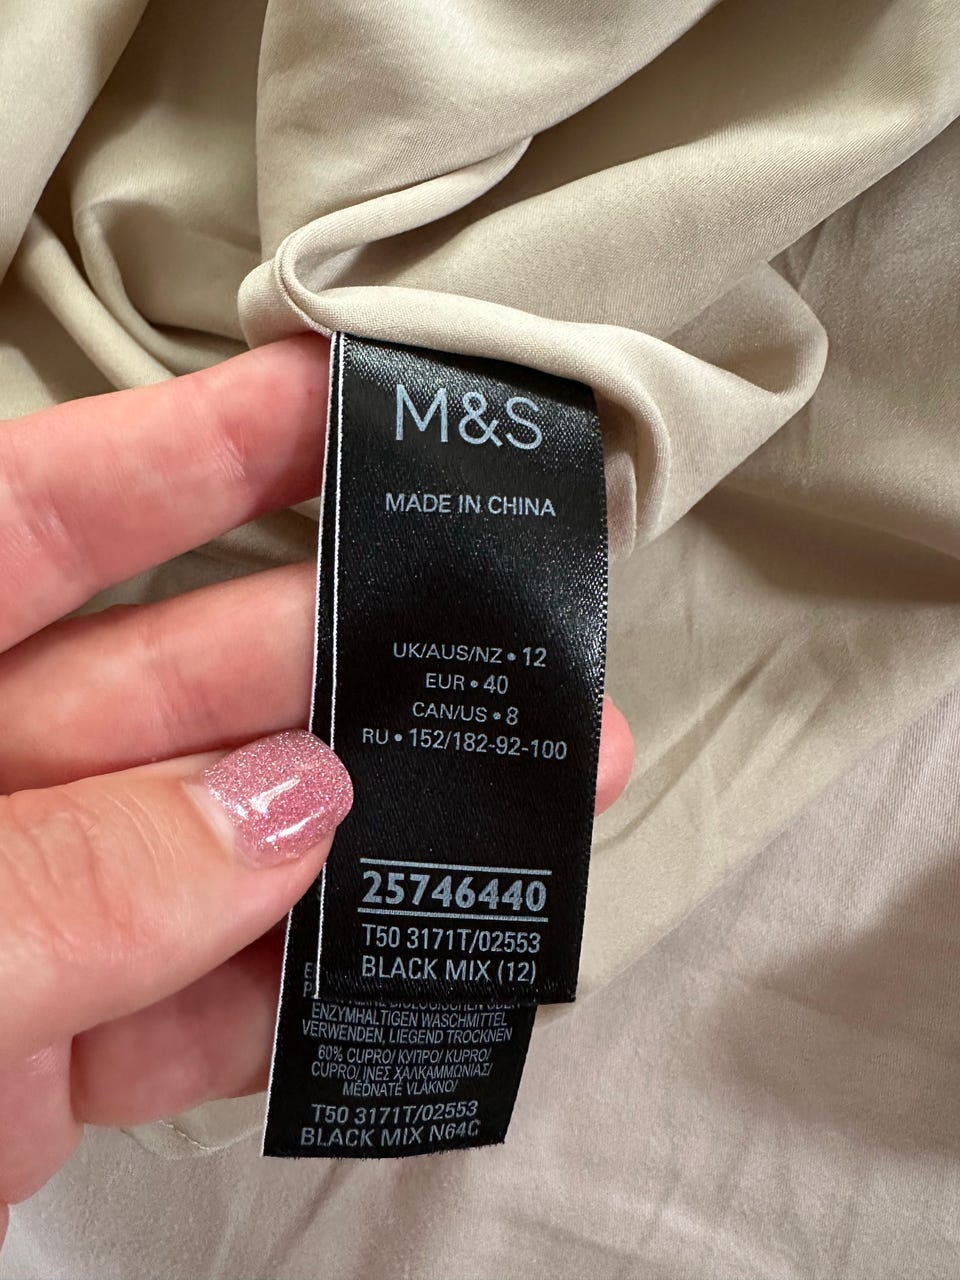 M&S
MADE IN CHINA
UK/AUS/NZ • 12
EUR • 40
CAN/US • 8
RU • 152/182-92-100
25746440
T50 3171T/02553
BLACK MIX (12)
ENZYMHALTIGEN WASCHMITTEL
VERWENDEN, LIEGEND TROCKNEN
60% CUPRO/ КУПРО/ KUPRO/
CUPRO/ ΙΝΕΣ ΧΑΛΚΑΜΜΩΝΙΑΣ/
MĚDNATÉ VLÁKNO/
T50 3171T/02553
BLACK MIX N64C